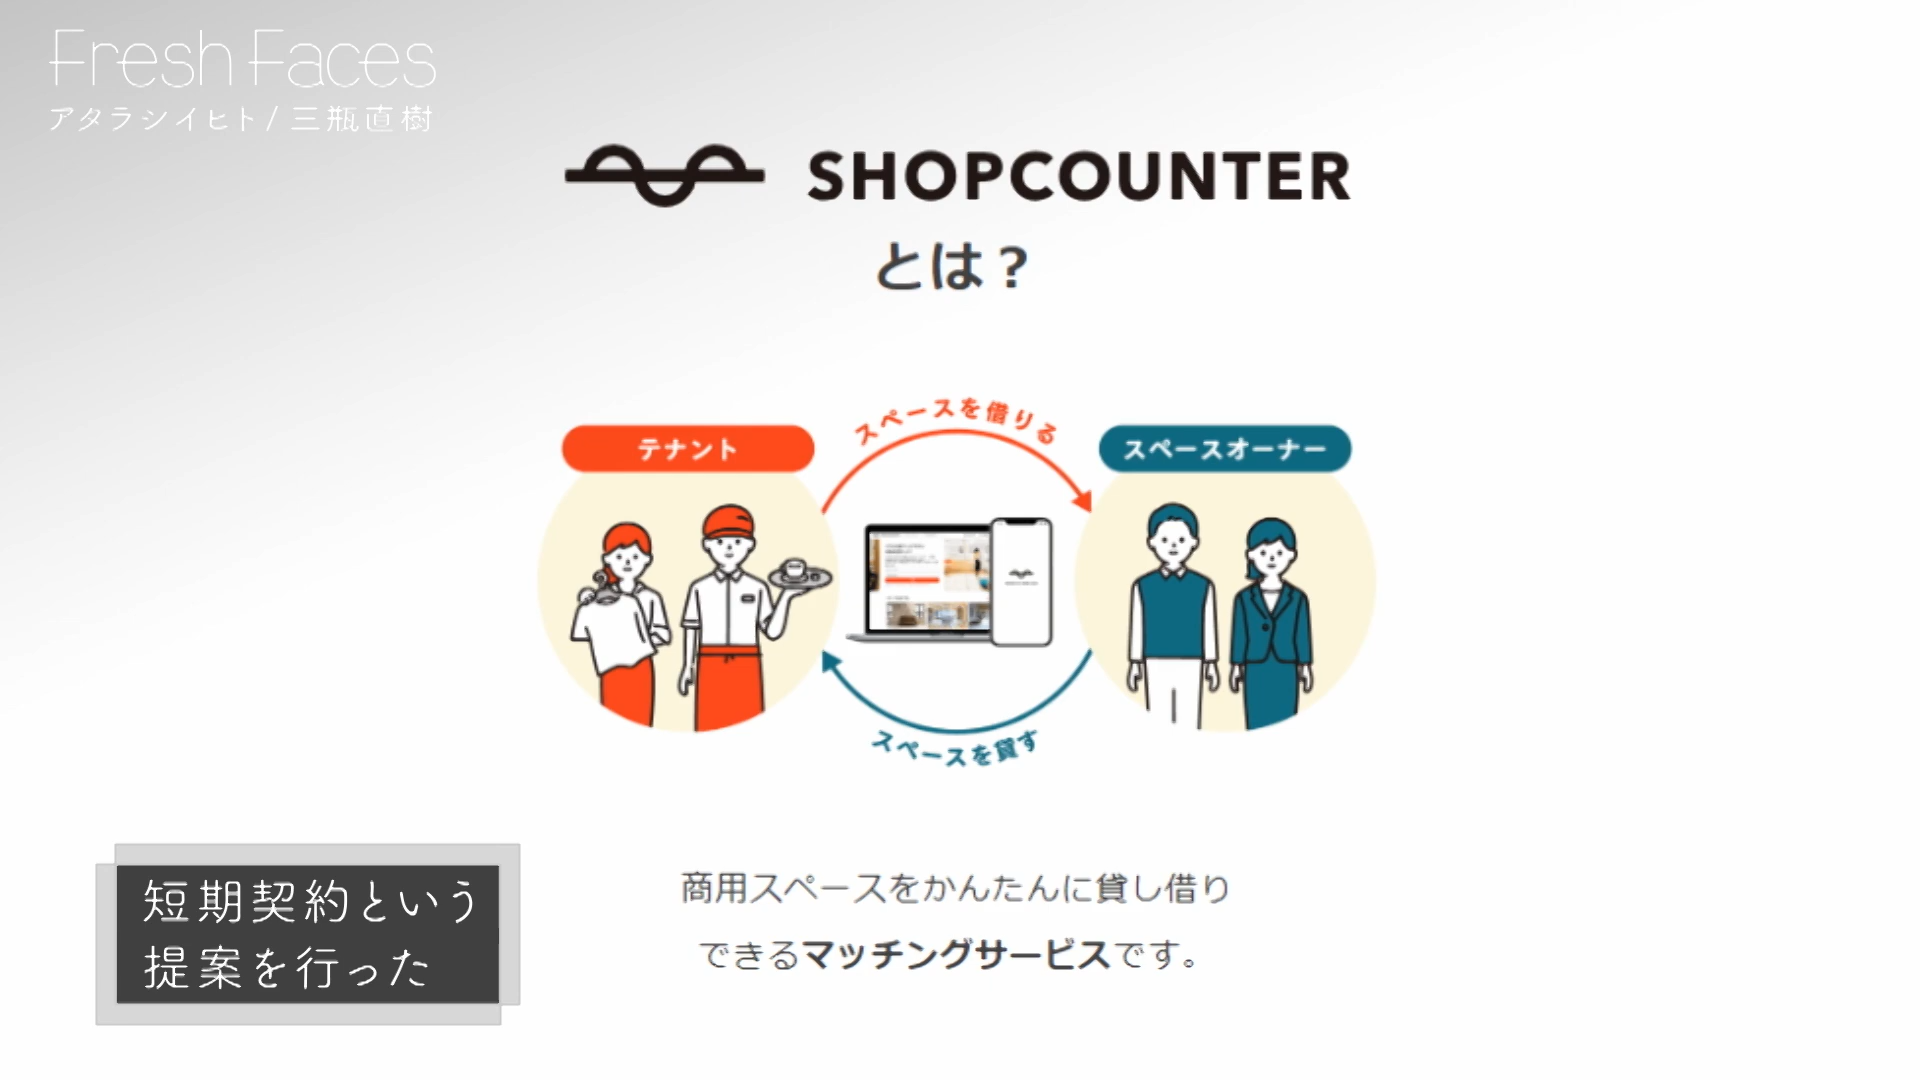 Fresh Faces
アタラシイヒト/三瓶直樹
SHOPCOUNTER
とは？
スペースを借りる
テナント
スペースオーナー
スペースを貸す
商用スペースをかんたんに貸し借り
できるマッチングサービスです。
短期契約という
提案を行った